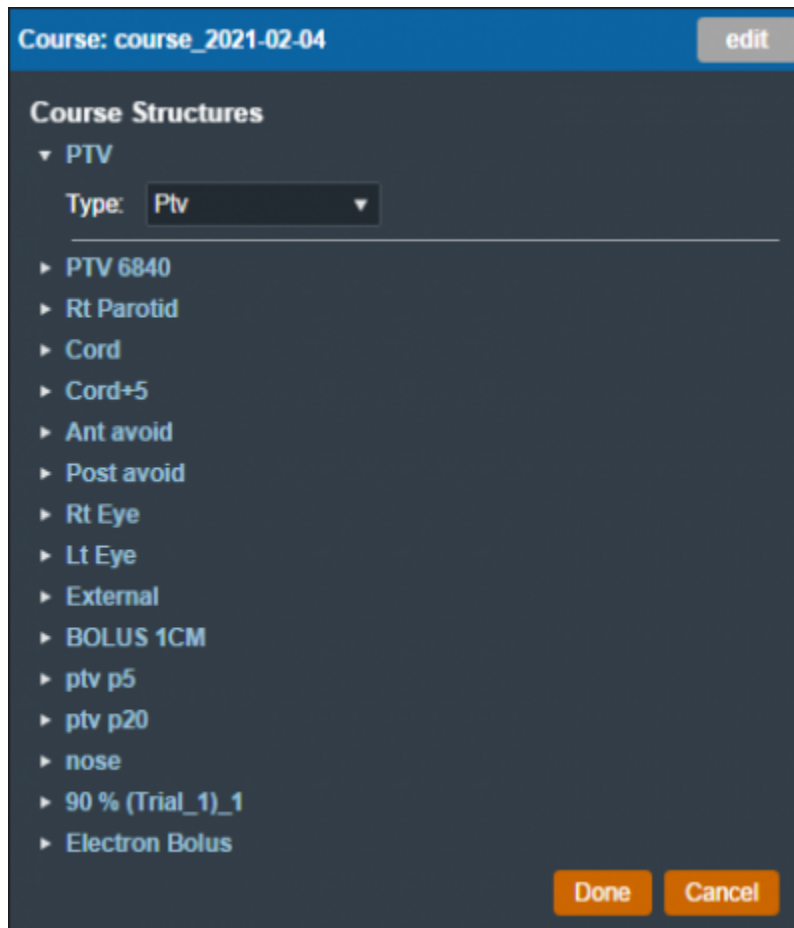 Course: course_2021-02-04 edit
Course Structures
PTV
Type: Ptv
PTV 6840
Rt Parotid
Cord
Cord+5
Ant avoid
Post avoid
Rt Eye
Lt Eye
External
BOLUS 1CM
ptv p5
ptv p20
nose
90 % (Trial_1)_1
Electron Bolus
Done Cancel